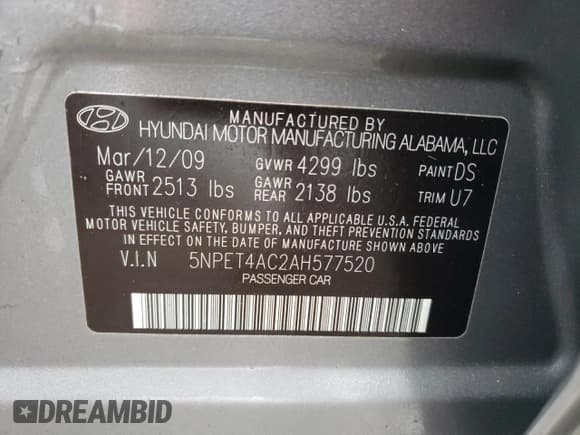 MANUFACTURED BY
HYUNDAI MOTOR MANUFACTURING ALABAMA, LLC
Mar/12/09 GVWR 4299 lbs PAINT DS
GAWR FRONT 2513 lbs GAWR REAR 2138 lbs TRIM U7
THIS VEHICLE CONFORMS TO ALL APPLICABLE U.S.A. FEDERAL
MOTOR VEHICLE SAFETY, BUMPER, AND THEFT PREVENTION STANDARDS
IN EFFECT ON THE DATE OF MANUFACTURE SHOWN ABOVE.
V.I.N 5NPET4AC2AH577520
PASSENGER CAR
DREAMBID